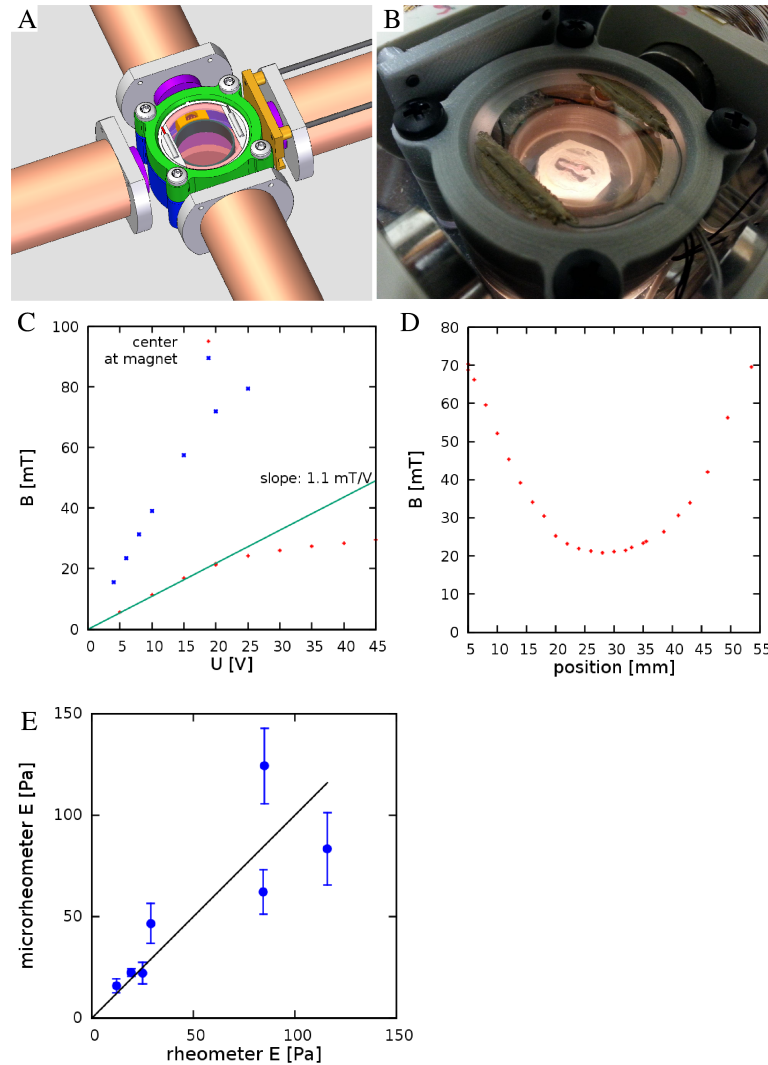 A
B
C
100
80
60
40
20
0
B [mT]
center
at magnet
slope: 1.1 mT/V
0 5 10 15 20 25 30 35 40 45
U [V]
D
80
70
60
50
40
30
20
10
0
B [mT]
5 10 15 20 25 30 35 40 45 50 55
position [mm]
E
150
100
50
0
microrheometer E [Pa]
0 50 100 150
rheometer E [Pa]